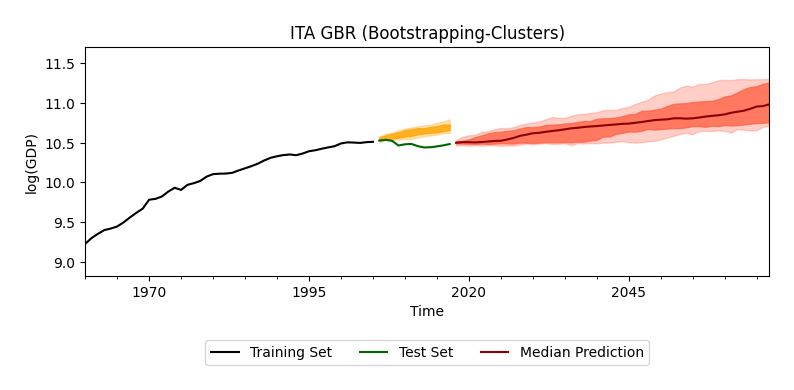 ITA GBR (Bootstrapping-Clusters)
11.5
11.0
10.5
10.0
9.5
9.0
log(GDP)
1970 1995 2020 2045
Time
Training Set Test Set Median Prediction